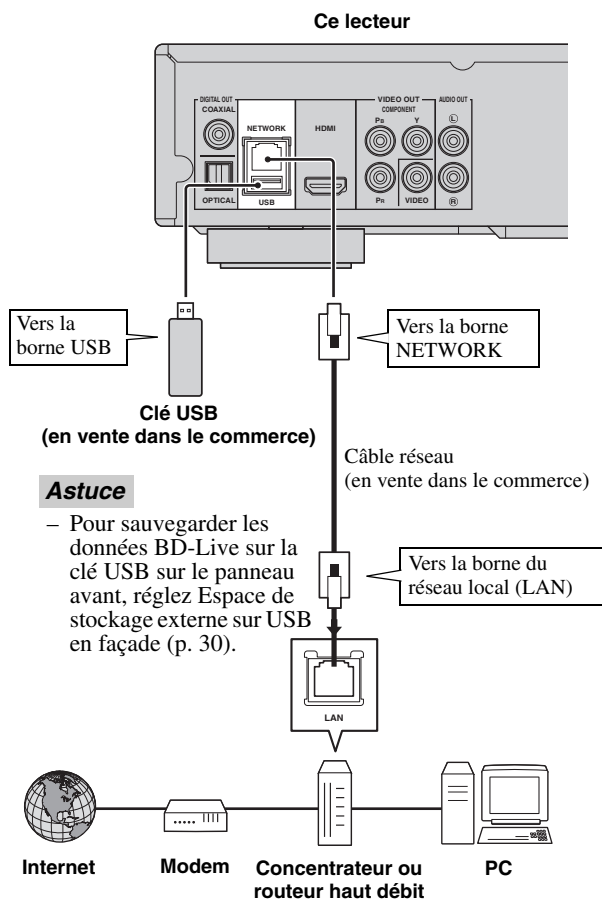 Ce lecteur
DIGITAL OUT
COAXIAL
OPTICAL
NETWORK
USB
HDMI
VIDEO OUT
COMPONENT
PB
Y
PR
VIDEO
AUDIO OUT
L
R
Vers la
borne USB
Vers la borne
NETWORK
Clé USB
(en vente dans le commerce)
Câble réseau
(en vente dans le commerce)
Astuce
– Pour sauvegarder les
données BD-Live sur la
clé USB sur le panneau
avant, réglez Espace de
stockage externe sur USB
en façade (p. 30).
Vers la borne du
réseau local (LAN)
LAN
Internet
Modem
Concentrateur ou
routeur haut débit
PC